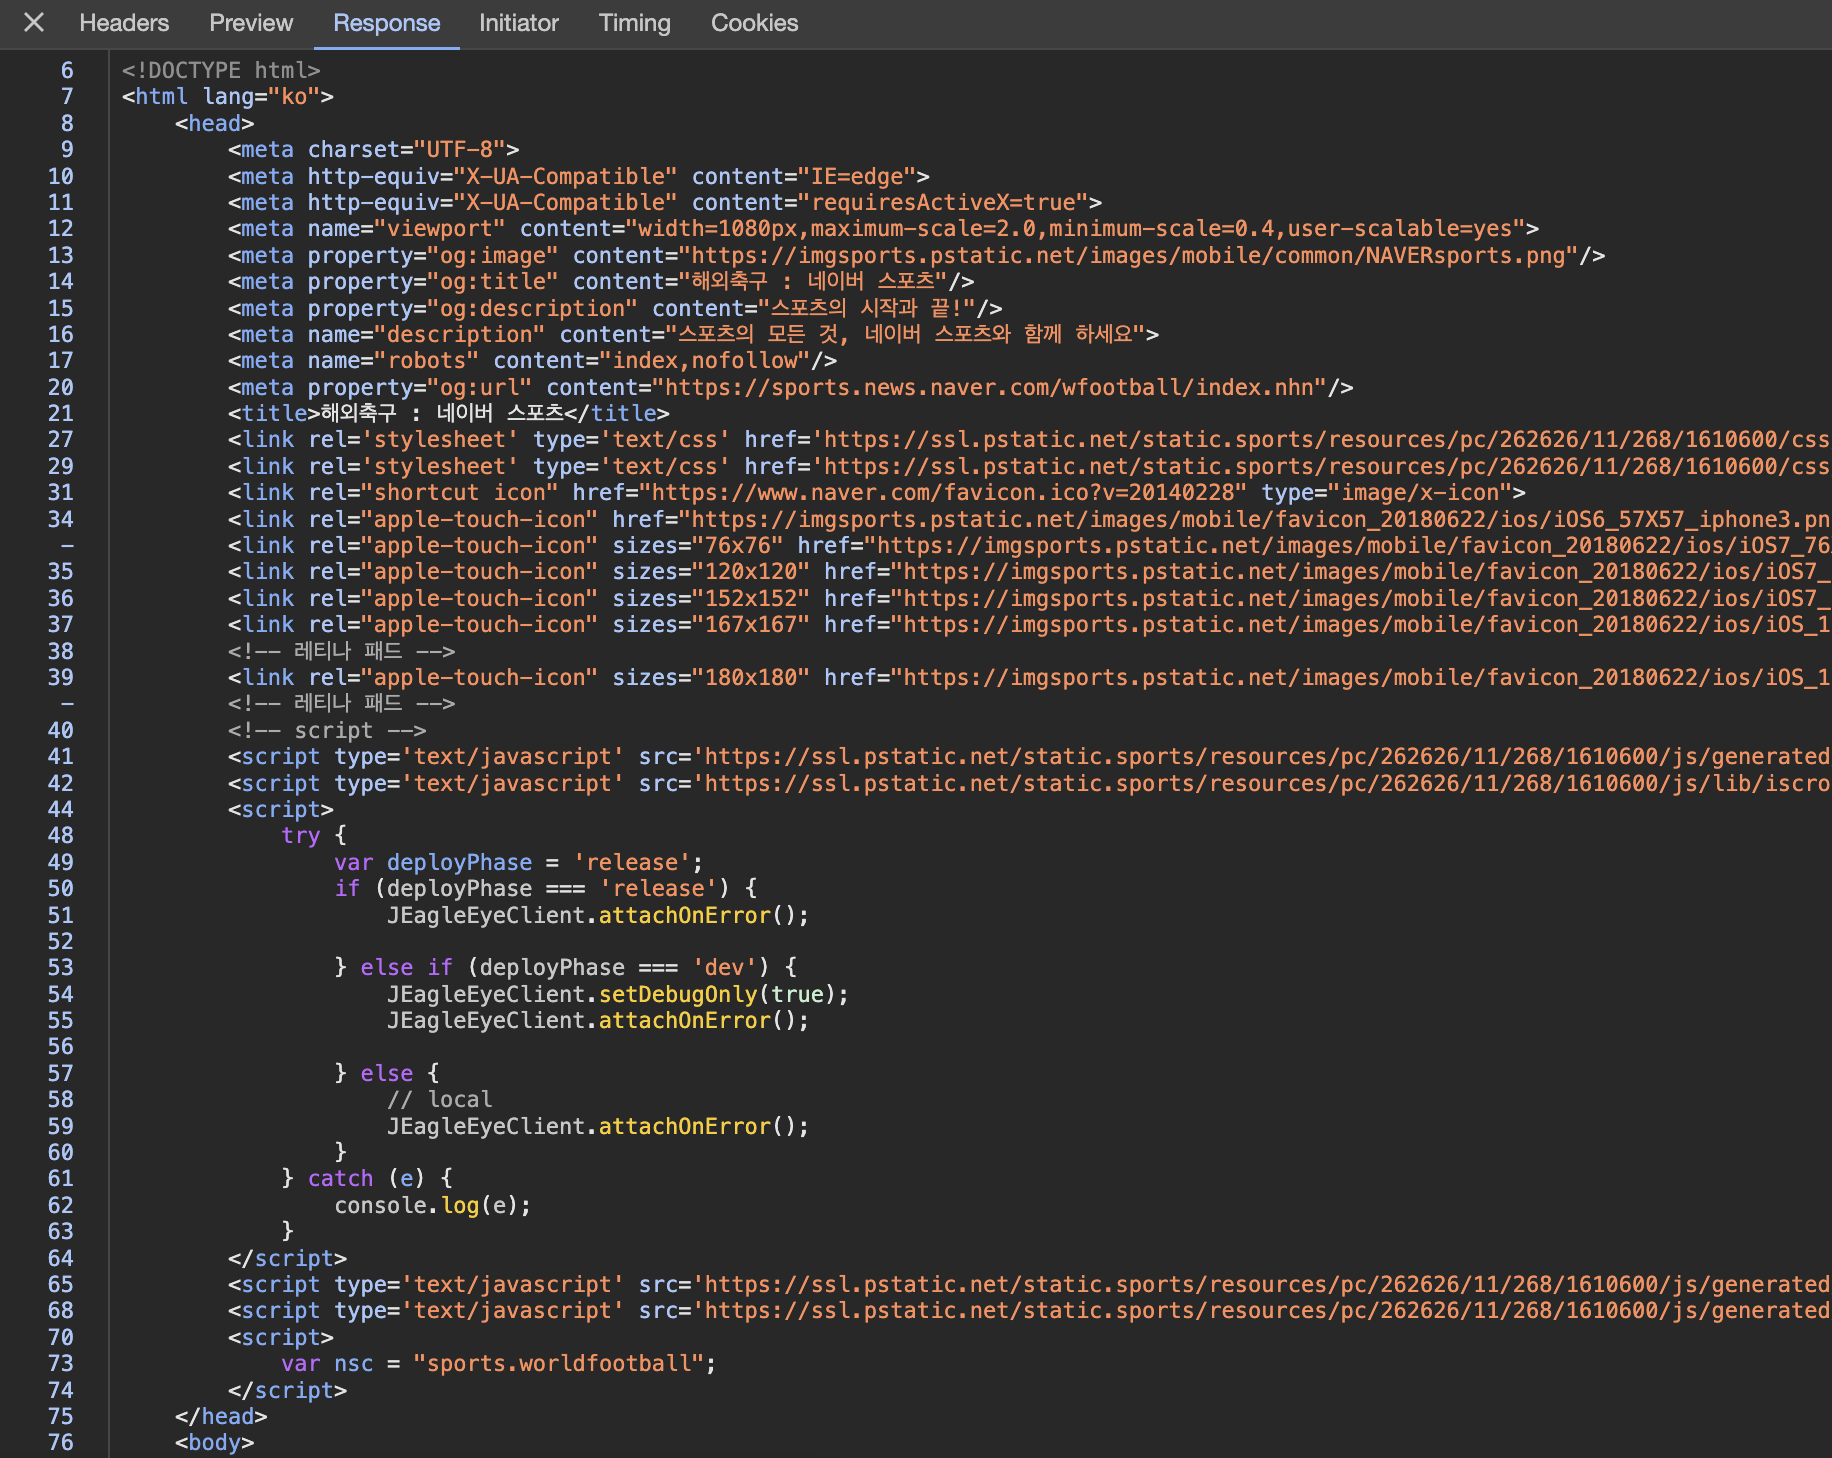 Headers Preview Response Initiator Timing Cookies
6 <!DOCTYPE html>
7 <html lang="ko">
8 <head>
9 <meta charset="UTF-8">
10 <meta http-equiv="X-UA-Compatible" content="IE=edge">
11 <meta http-equiv="X-UA-Compatible" content="requiresActiveX=true">
12 <meta name="viewport" content="width=1080px,maximum-scale=2.0,minimum-scale=0.4,user-scalable=yes">
13 <meta property="og:image" content="https://imgsports.pstatic.net/images/mobile/common/NAVERsports.png"/>
14 <meta property="og:title" content="해외축구 : 네이버 스포츠"/>
15 <meta property="og:description" content="스포츠의 시작과 끝!"/>
16 <meta name="description" content="스포츠의 모든 것, 네이버 스포츠와 함께 하세요">
17 <meta name="robots" content="index,nofollow"/>
20 <meta property="og:url" content="https://sports.news.naver.com/wfootball/index.nhn"/>
21 <title>해외축구 : 네이버 스포츠</title>
27 <link rel='stylesheet' type='text/css' href='https://ssl.pstatic.net/static.sports/resources/pc/262626/11/268/1610600/css
29 <link rel='stylesheet' type='text/css' href='https://ssl.pstatic.net/static.sports/resources/pc/262626/11/268/1610600/css
31 <link rel="shortcut icon" href="https://www.naver.com/favicon.ico?v=20140228" type="image/x-icon">
34 <link rel="apple-touch-icon" href="https://imgsports.pstatic.net/images/mobile/favicon_20180622/ios/iOS6_57X57_iphone3.pn
- <link rel="apple-touch-icon" sizes="76x76" href="https://imgsports.pstatic.net/images/mobile/favicon_20180622/ios/iOS7_76
35 <link rel="apple-touch-icon" sizes="120x120" href="https://imgsports.pstatic.net/images/mobile/favicon_20180622/ios/iOS7_
36 <link rel="apple-touch-icon" sizes="152x152" href="https://imgsports.pstatic.net/images/mobile/favicon_20180622/ios/iOS7_
37 <link rel="apple-touch-icon" sizes="167x167" href="https://imgsports.pstatic.net/images/mobile/favicon_20180622/ios/iOS_1
38 <!-- 레티나 패드 -->
39 <link rel="apple-touch-icon" sizes="180x180" href="https://imgsports.pstatic.net/images/mobile/favicon_20180622/ios/iOS_1
- <!-- 레티나 패드 -->
40 <!-- script -->
41 <script type='text/javascript' src='https://ssl.pstatic.net/static.sports/resources/pc/262626/11/268/1610600/js/generated
42 <script type='text/javascript' src='https://ssl.pstatic.net/static.sports/resources/pc/262626/11/268/1610600/js/lib/iscro
44 <script>
48 try {
49 var deployPhase = 'release';
50 if (deployPhase === 'release') {
51 JEagleEyeClient.attachOnError();
52
53 } else if (deployPhase === 'dev') {
54 JEagleEyeClient.setDebugOnly(true);
55 JEagleEyeClient.attachOnError();
56
57 } else {
58 // local
59 JEagleEyeClient.attachOnError();
60 }
61 } catch (e) {
62 console.log(e);
63 }
64 </script>
65 <script type='text/javascript' src='https://ssl.pstatic.net/static.sports/resources/pc/262626/11/268/1610600/js/generated
68 <script type='text/javascript' src='https://ssl.pstatic.net/static.sports/resources/pc/262626/11/268/1610600/js/generated
70 <script>
73 var nsc = "sports.worldfootball";
74 </script>
75 </head>
76 <body>